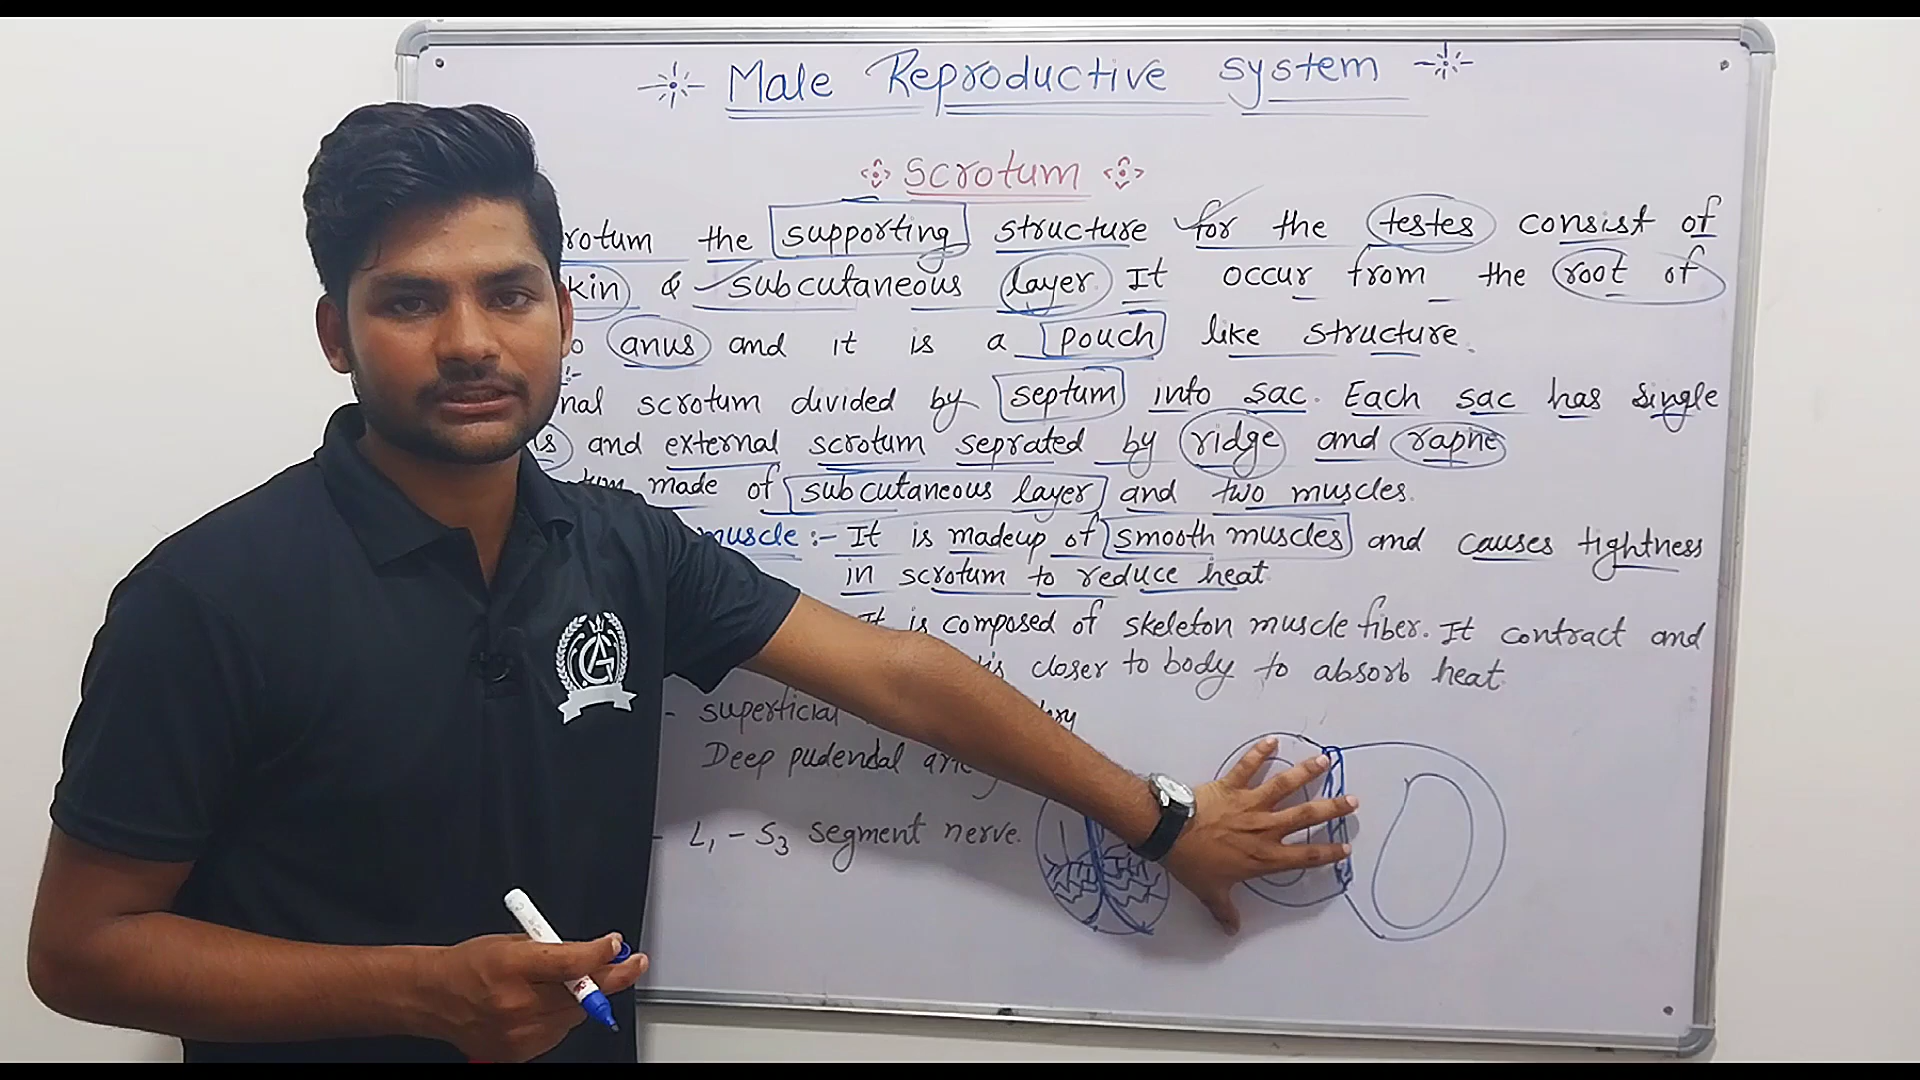 Male Reproductive system
scrotum
rotum the supporting structure for the testes consist of
kin & subcutaneous layer. It occur from the root of
o anus and it is a pouch like structure.
nal scrotum divided by septum into sac. Each sac has single
is and external scrotum seprated by ridge and raphe
tum made of subcutaneous layer and two muscles.
muscle :- It is madeup of smooth muscles and causes tightness
in scrotum to reduce heat
It is composed of skeleton muscle fiber. It contract and
is closer to body to absorb heat.
- superficial
Deep pudendal
- L1 - S3 segment nerve.